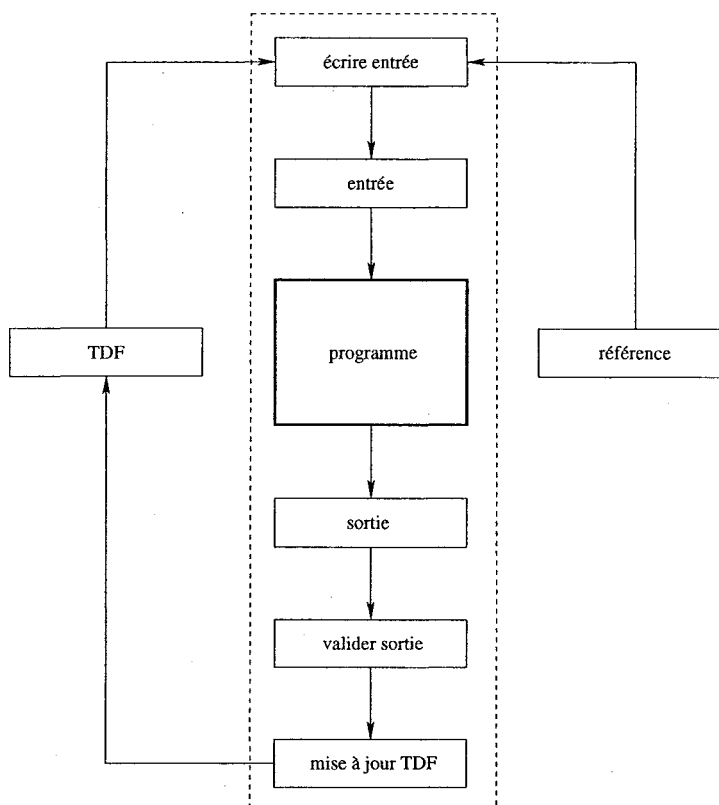 écrire entrée
entrée
programme
TDF
référence
sortie
valider sortie
mise à jour TDF